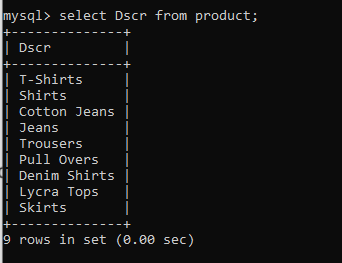 mysql> select Dscr from product;
+--------------+
| Dscr         |
+--------------+
| T-Shirts     |
| Shirts       |
| Cotton Jeans |
| Jeans        |
| Trousers     |
| Pull Overs   |
| Denim Shirts |
| Lycra Tops   |
| Skirts       |
+--------------+
9 rows in set (0.00 sec)